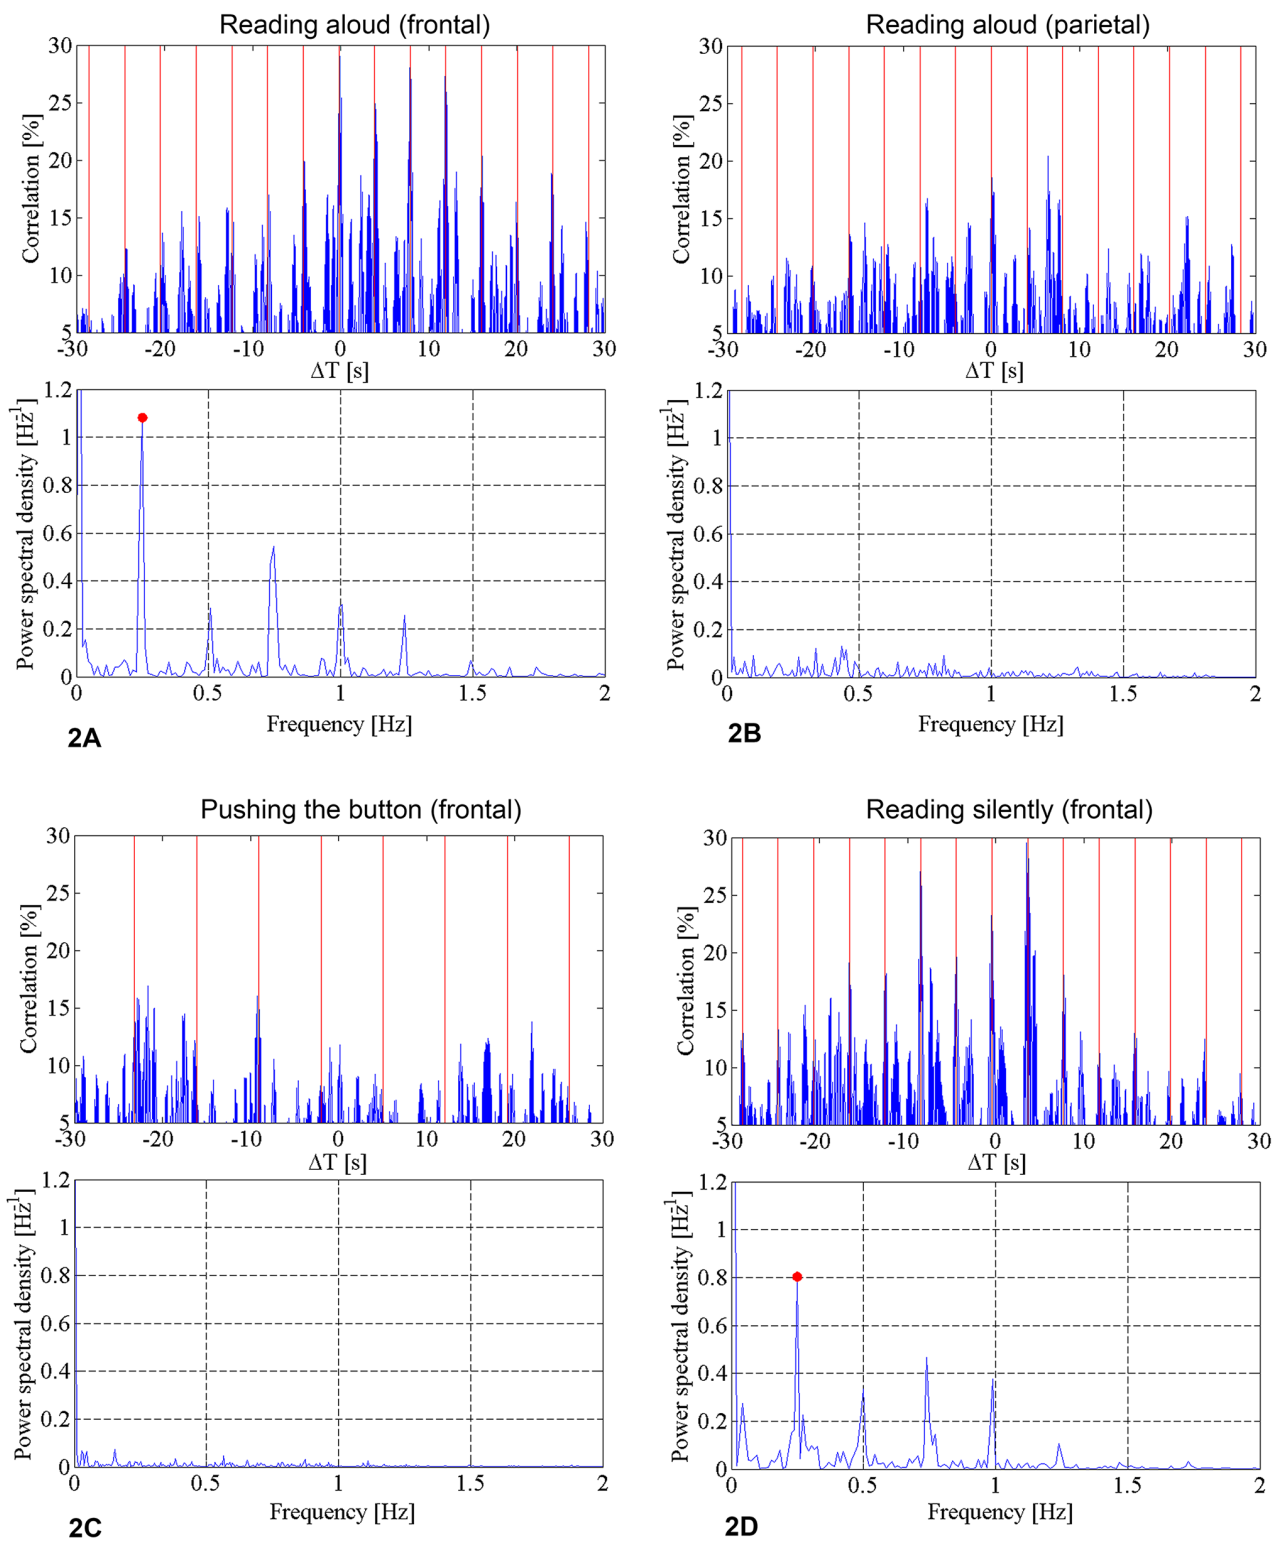 Reading aloud (frontal)
30
25
20
15
10
5
Correlation [%]
-30 -20 -10 0 10 20 30
ΔT [s]
1.2
1
0.8
0.6
0.4
0.2
0
Power spectral density [Hz⁻¹]
0 0.5 1 1.5 2
Frequency [Hz]
2A
Reading aloud (parietal)
30
25
20
15
10
5
Correlation [%]
-30 -20 -10 0 10 20 30
ΔT [s]
1.2
1
0.8
0.6
0.4
0.2
0
Power spectral density [Hz⁻¹]
0 0.5 1 1.5 2
Frequency [Hz]
2B
Pushing the button (frontal)
30
25
20
15
10
5
Correlation [%]
-30 -20 -10 0 10 20 30
ΔT [s]
1.2
1
0.8
0.6
0.4
0.2
0
Power spectral density [Hz⁻¹]
0 0.5 1 1.5 2
Frequency [Hz]
2C
Reading silently (frontal)
30
25
20
15
10
5
Correlation [%]
-30 -20 -10 0 10 20 30
ΔT [s]
1.2
1
0.8
0.6
0.4
0.2
0
Power spectral density [Hz⁻¹]
0 0.5 1 1.5 2
Frequency [Hz]
2D